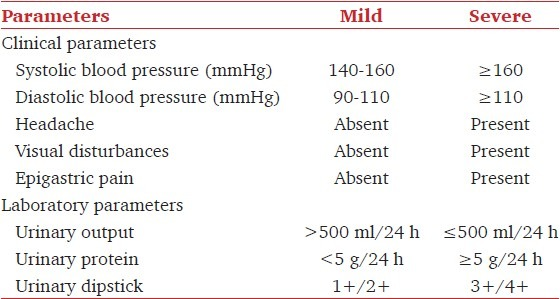 Parameters Mild Severe
Clinical parameters
Systolic blood pressure (mmHg) 140-160 ≥160
Diastolic blood pressure (mmHg) 90-110 ≥110
Headache Absent Present
Visual disturbances Absent Present
Epigastric pain Absent Present
Laboratory parameters
Urinary output >500 ml/24 h ≤500 ml/24 h
Urinary protein <5 g/24 h ≥5 g/24 h
Urinary dipstick 1+/2+ 3+/4+